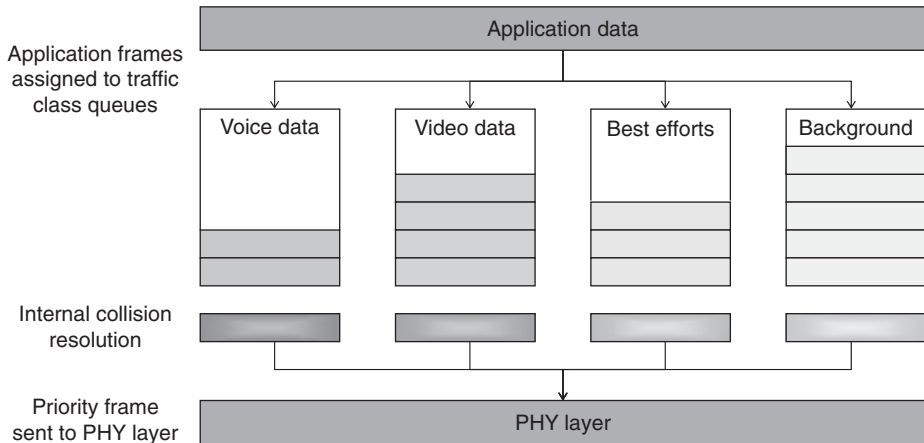 Application data
Application frames
assigned to traffic
class queues
Voice data
Video data
Best efforts
Background
Internal collision
resolution
Priority frame
sent to PHY layer
PHY layer